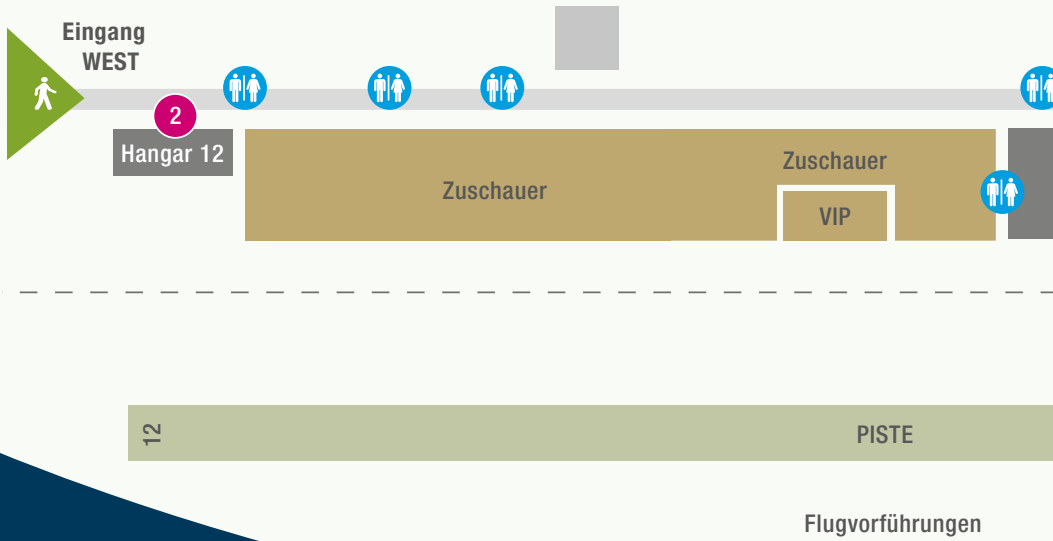 Eingang
WEST
2
Hangar 12
Zuschauer
Zuschauer
VIP
12
PISTE
Flugvorführungen